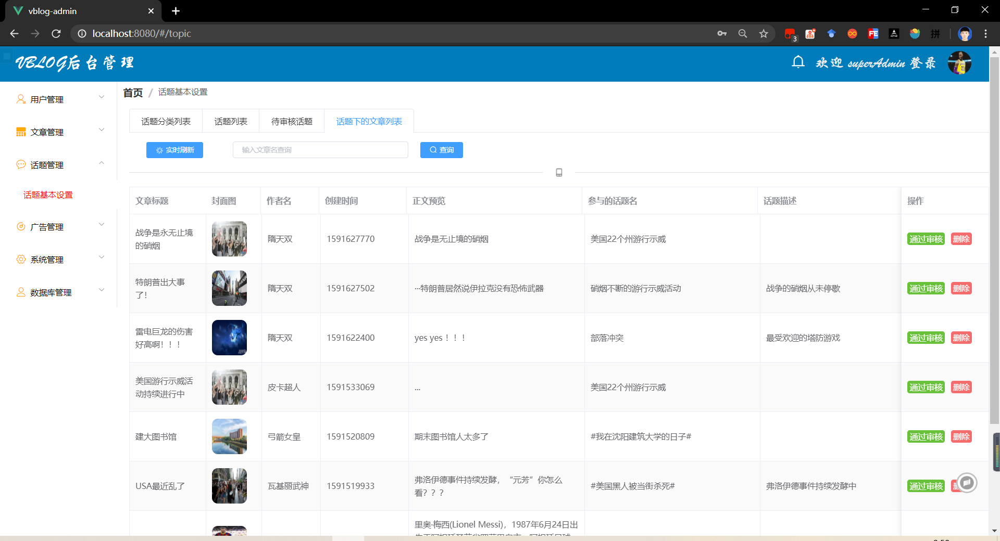 vblog-admin
localhost:8080/#/topic
3
FE
ASTAR
拼
VBLOG后台管理
欢迎 superAdmin 登录
用户管理
文章管理
话题管理
话题基本设置
广告管理
系统管理
数据库管理
首页 / 话题基本设置
话题分类列表 话题列表 待审核话题 话题下的文章列表
实时刷新 输入文章名查询 查询
文章标题 封面图 作者名 创建时间 正文预览 参与的话题名 话题描述 操作
战争是永无止境
的硝烟
隋天双 1591627770 战争是无止境的硝烟 美国22个州游行示威 通过审核 删除
特朗普出大事
了！
隋天双 1591627502 ···特朗普居然说伊拉克没有恐怖武器 硝烟不断的游行示威活动 战争的硝烟从未停歇 通过审核 删除
雷电巨龙的伤害
好高啊！！！
隋天双 1591622400 yes yes！！！ 部落冲突 最受欢迎的塔防游戏 通过审核 删除
美国游行示威活
动持续进行中
皮卡超人 1591533069 ... 美国22个州游行示威 通过审核 删除
建大图书馆 弓箭女皇 1591520809 期末图书馆人太多了 #我在沈阳建筑大学的日子# 通过审核 删除
USA最近乱了 瓦基丽武神 1591519933
弗洛伊德事件持续发酵，“元芳”你怎么
看？？？
#美国黑人被当街杀死# 弗洛伊德事件持续发酵中 通过审核
里奥·梅西(Lionel Messi)，1987年6月24日出